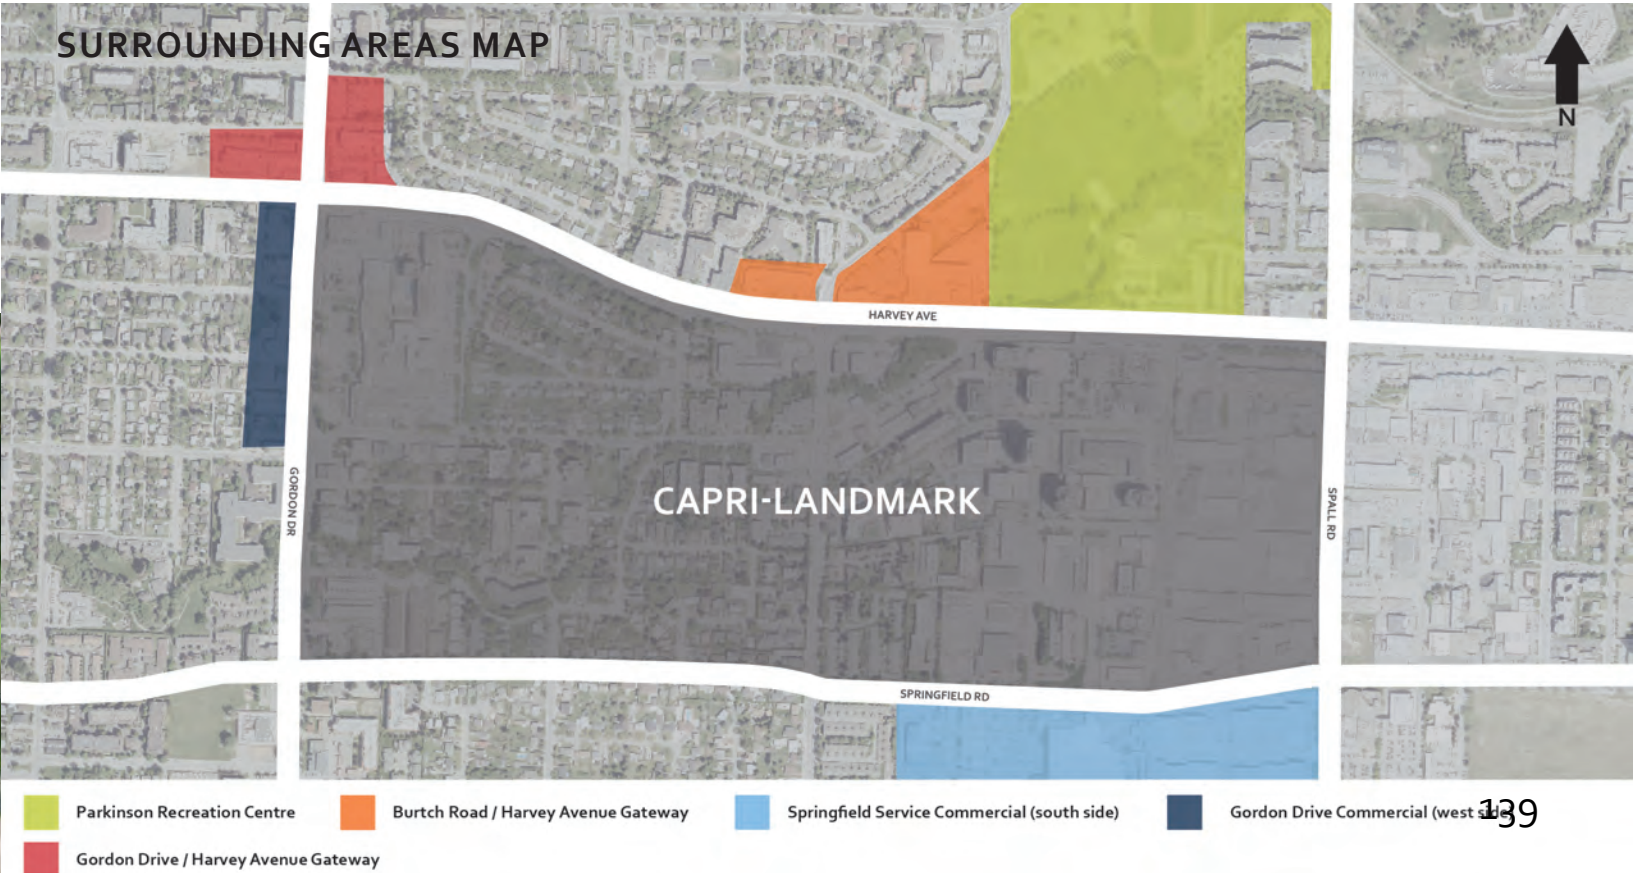 SURROUNDING AREAS MAP
N
HARVEY AVE
GORDON DR
CAPRI-LANDMARK
SPALL RD
SPRINGFIELD RD
Parkinson Recreation Centre
Burtch Road / Harvey Avenue Gateway
Springfield Service Commercial (south side)
Gordon Drive Commercial (west side)
139
Gordon Drive / Harvey Avenue Gateway